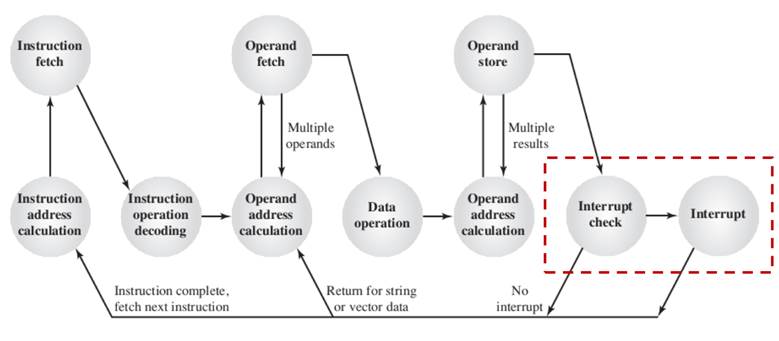 Instruction
fetch
Operand
fetch
Operand
store
Multiple
operands
Multiple
results
Instruction
address
calculation
Instruction
operation
decoding
Operand
address
calculation
Data
operation
Operand
address
calculation
Interrupt
check
Interrupt
Instruction complete,
fetch next instruction
Return for string
or vector data
No
interrupt